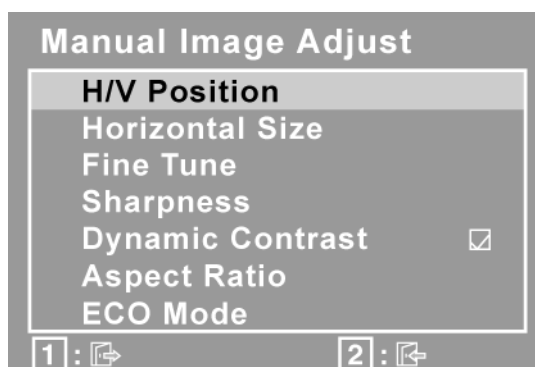 Manual Image Adjust
H/V Position
Horizontal Size
Fine Tune
Sharpness
Dynamic Contrast
Aspect Ratio
ECO Mode
1 : 2 :